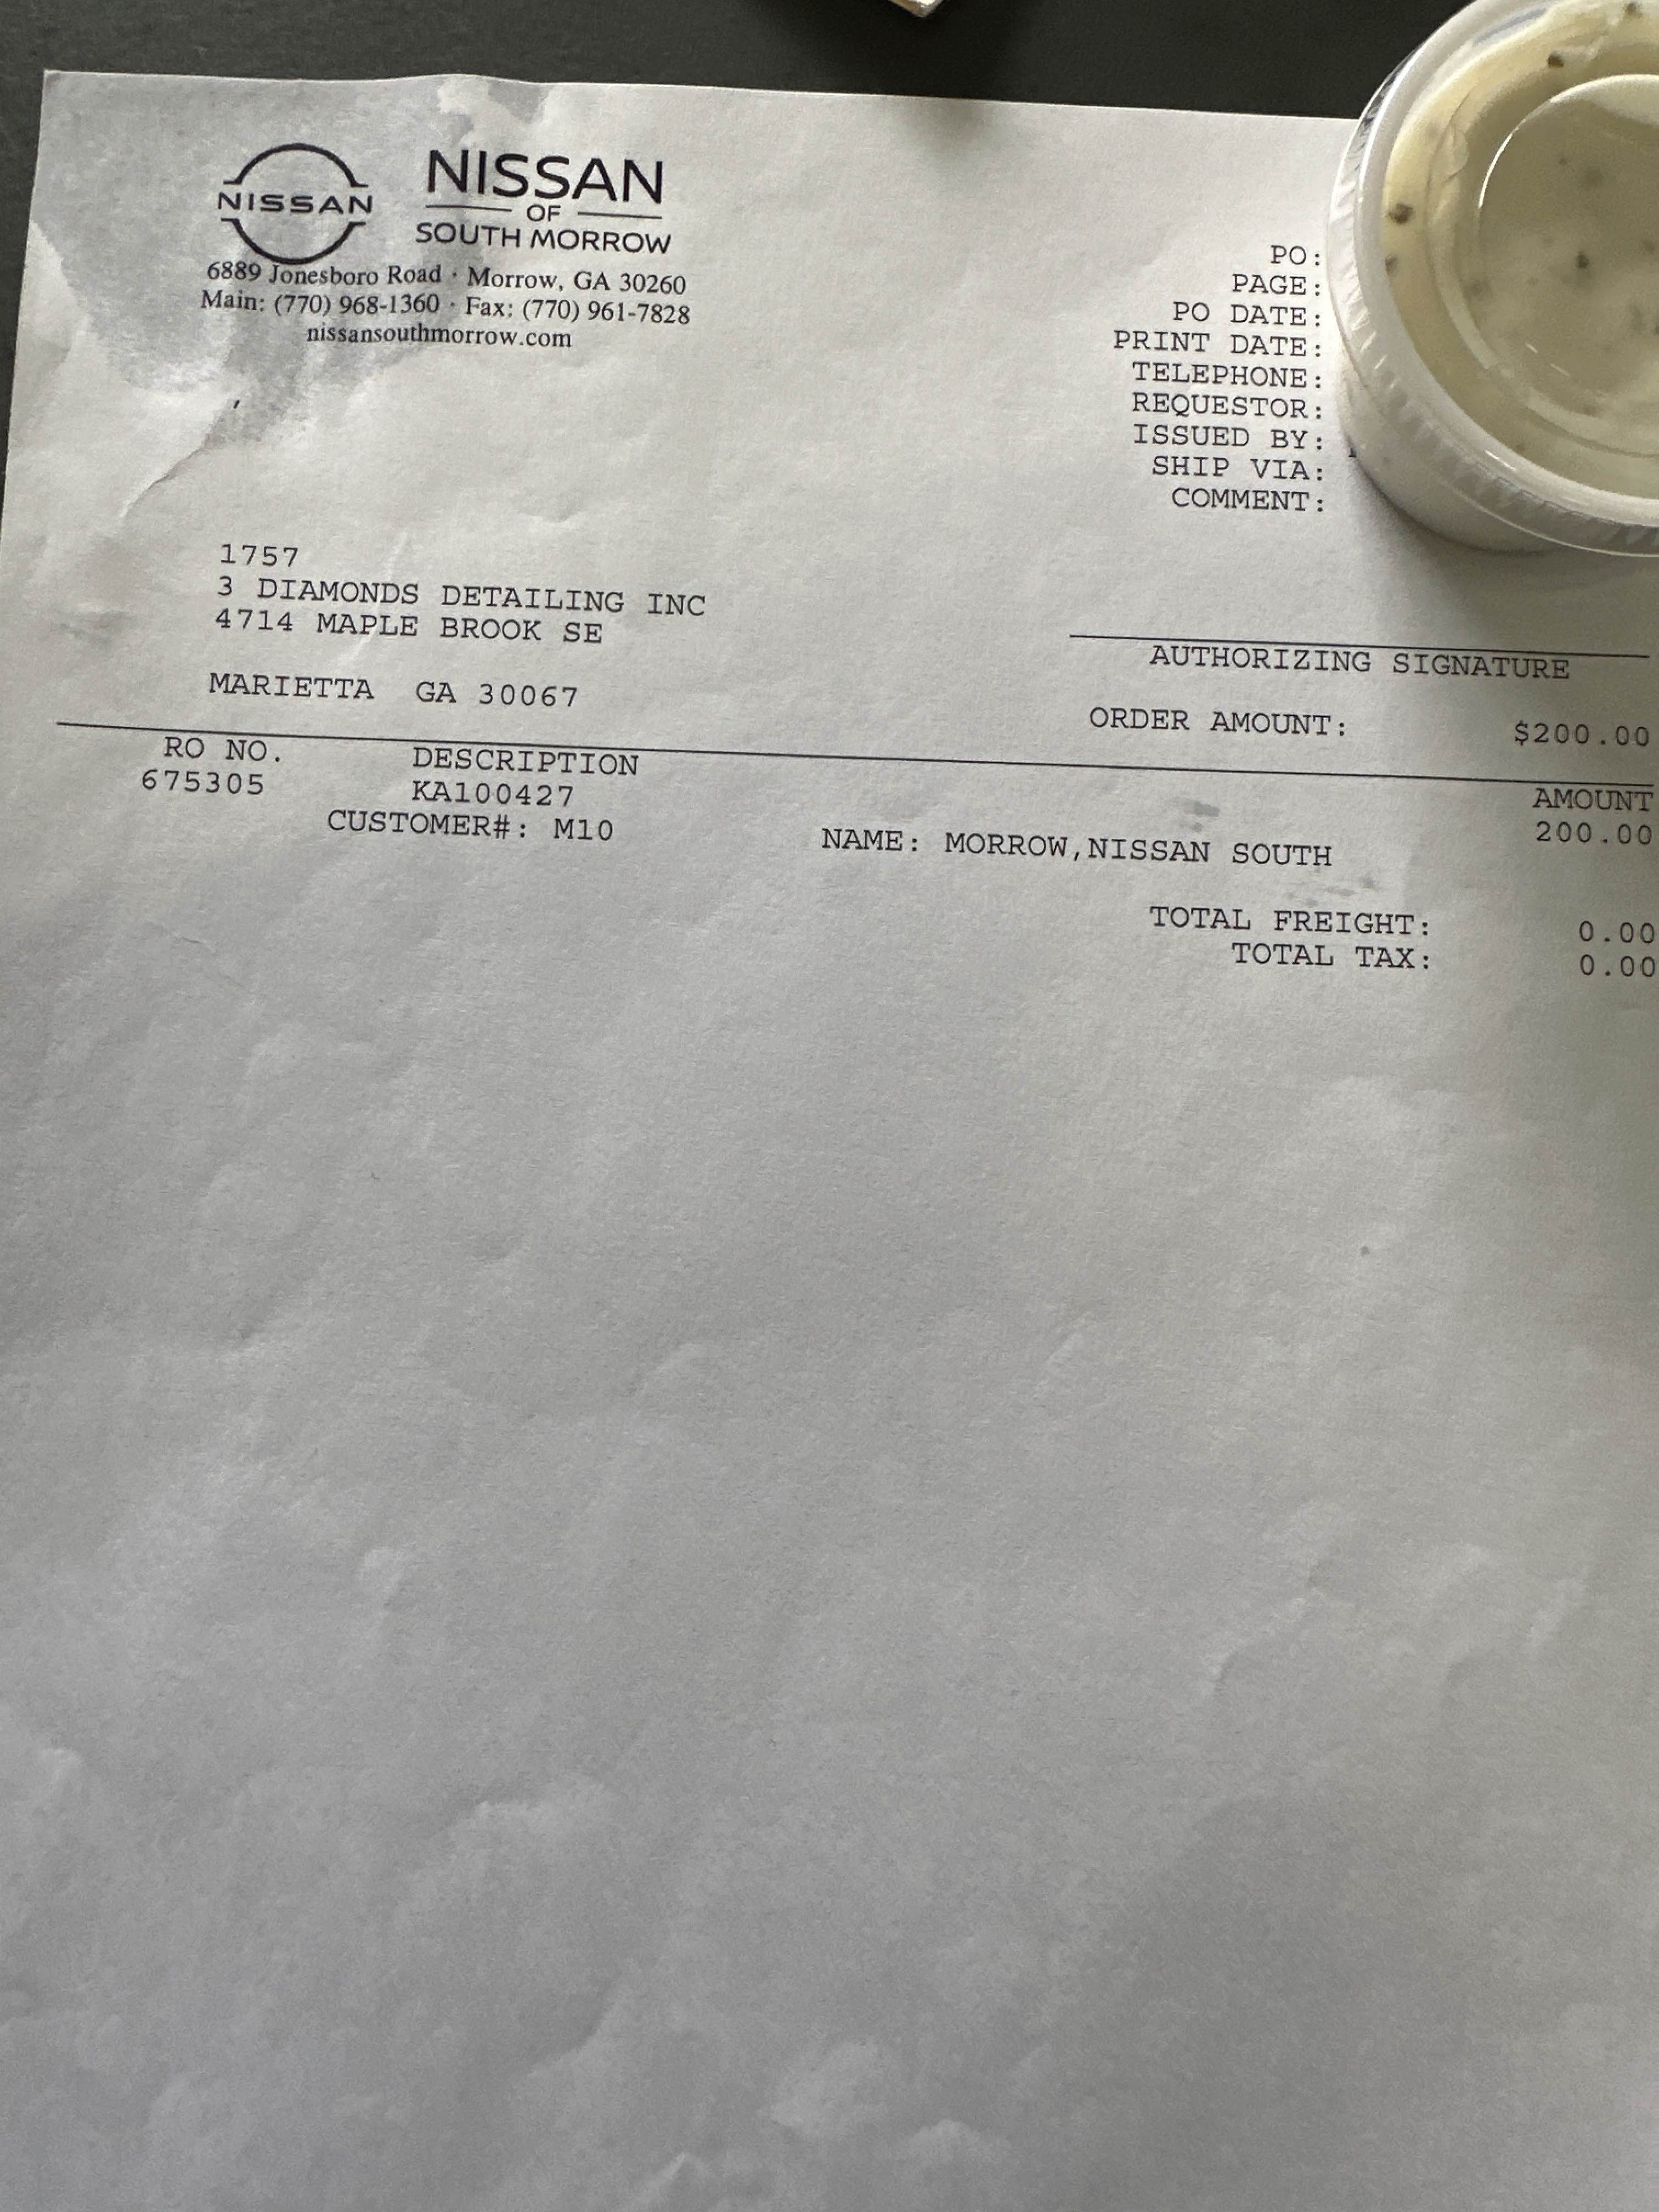 NISSAN
NISSAN
OF
SOUTH MORROW
6889 Jonesboro Road · Morrow, GA 30260
Main: (770) 968-1360 · Fax: (770) 961-7828
nissansouthmorrow.com
PO:
PAGE:
PO DATE:
PRINT DATE:
TELEPHONE:
REQUESTOR:
ISSUED BY:
SHIP VIA:
COMMENT:
1757
3 DIAMONDS DETAILING INC
4714 MAPLE BROOK SE
MARIETTA GA 30067
AUTHORIZING SIGNATURE
ORDER AMOUNT: $200.00
RO NO. DESCRIPTION AMOUNT
675305 KA100427 200.00
CUSTOMER#: M10 NAME: MORROW,NISSAN SOUTH
TOTAL FREIGHT: 0.00
TOTAL TAX: 0.00